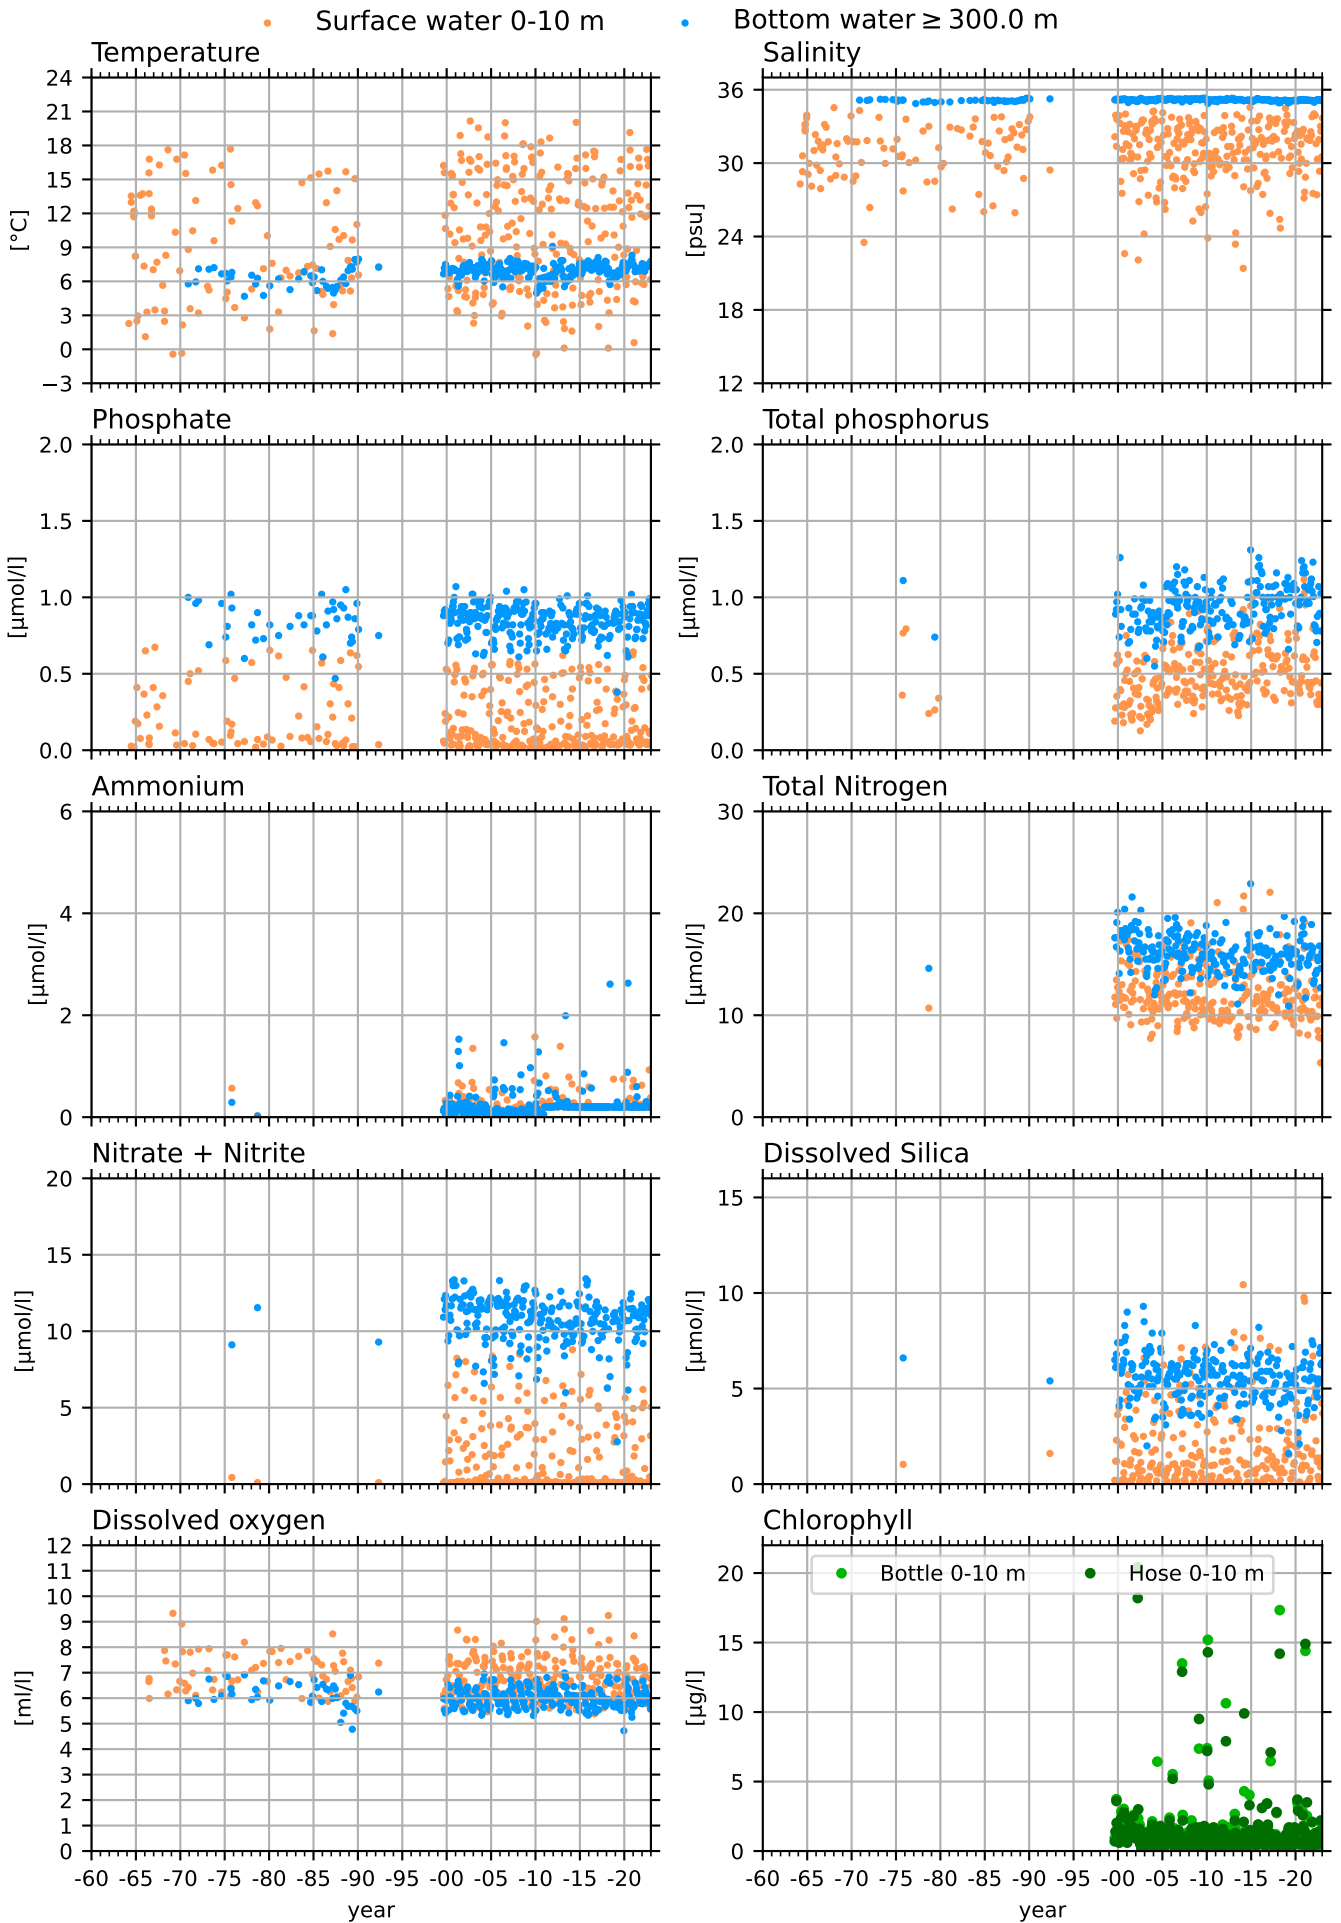 Surface water 0-10 m   Bottom water ≥ 300.0 m
Temperature   Salinity
24
21
18
15
12
9
6
3
0
−3
[°C]
36
30
24
18
12
[psu]
Phosphate   Total phosphorus
2.0
1.5
1.0
0.5
0.0
[µmol/l]
2.0
1.5
1.0
0.5
0.0
[µmol/l]
Ammonium   Total Nitrogen
6
4
2
0
[µmol/l]
30
20
10
0
[µmol/l]
Nitrate + Nitrite   Dissolved Silica
20
15
10
5
0
[µmol/l]
15
10
5
0
[µmol/l]
Dissolved oxygen   Chlorophyll
12
11
10
9
8
7
6
5
4
3
2
1
0
[ml/l]
20
15
10
5
0
[µg/l]
Bottle 0-10 m   Hose 0-10 m
-60 -65 -70 -75 -80 -85 -90 -95 -00 -05 -10 -15 -20
year
-60 -65 -70 -75 -80 -85 -90 -95 -00 -05 -10 -15 -20
year